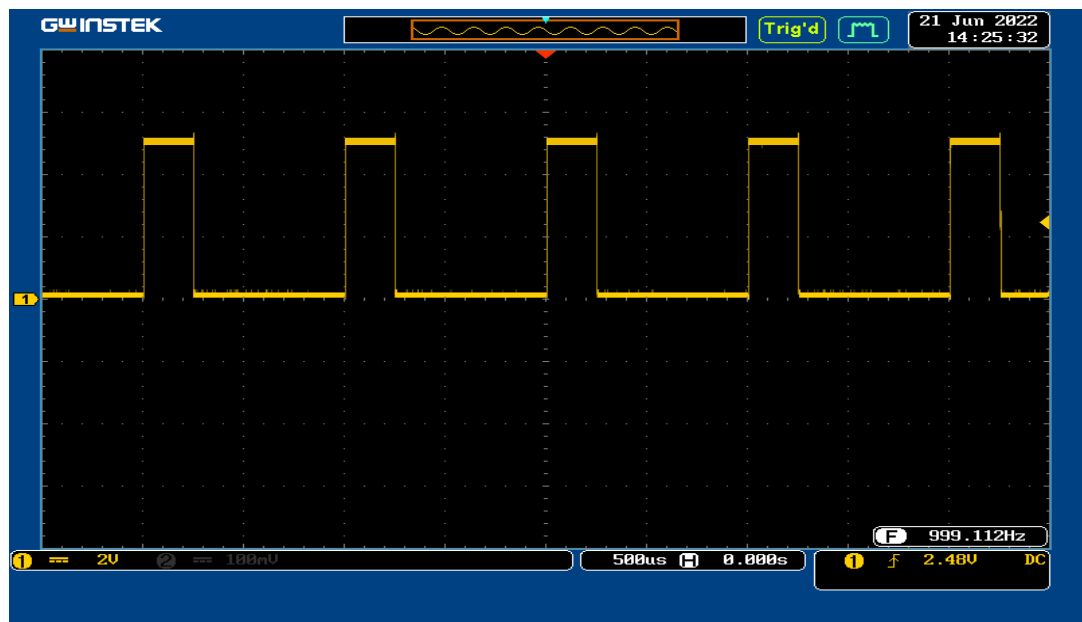 GWINSTEK
Trig'd
21 Jun 2022
14:25:32
1
F 999.112Hz
1 2V 2 100mV
500us H 0.000s
1 2.48V DC